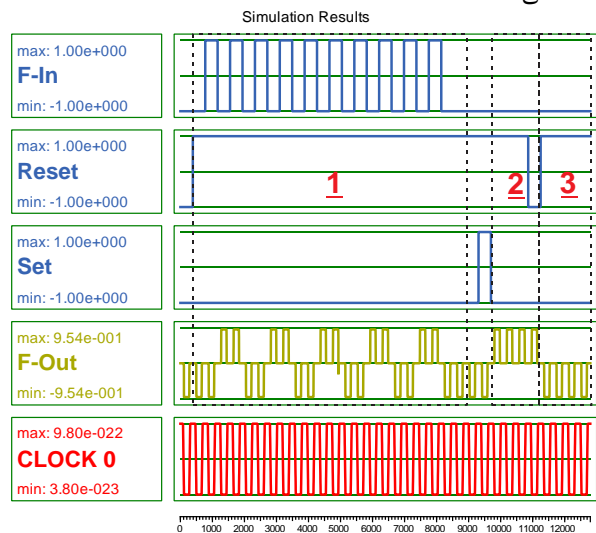 Simulation Results
max: 1.00e+000
F-In
min: -1.00e+000
max: 1.00e+000
Reset
min: -1.00e+000
1
2
3
max: 1.00e+000
Set
min: -1.00e+000
max: 9.54e-001
F-Out
min: -9.54e-001
max: 9.80e-022
CLOCK 0
min: 3.80e-023
0 1000 2000 3000 4000 5000 6000 7000 8000 9000 10000 11000 12000